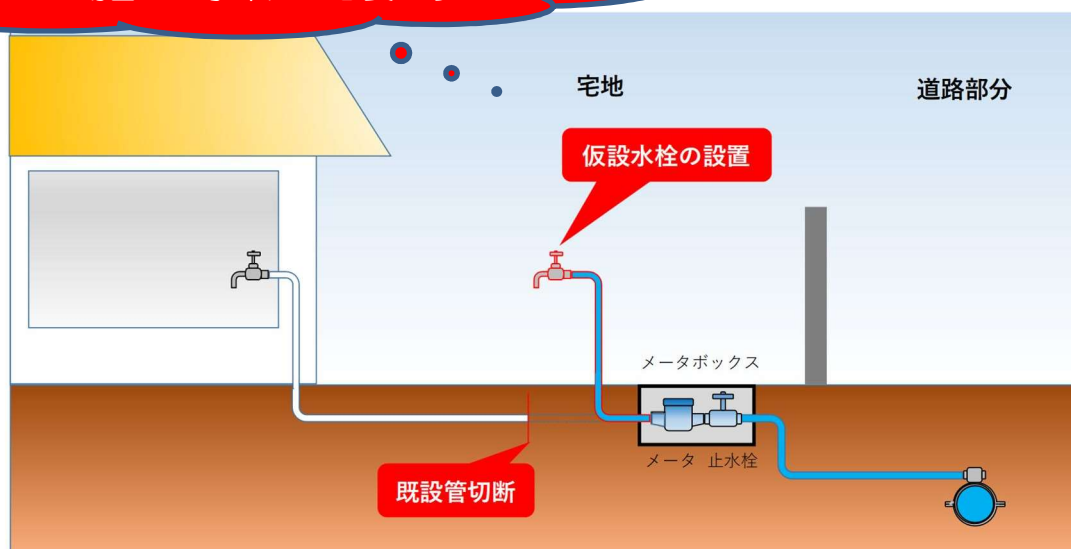 宅地
道路部分
仮設水栓の設置
メータボックス
メータ 止水栓
既設管切断